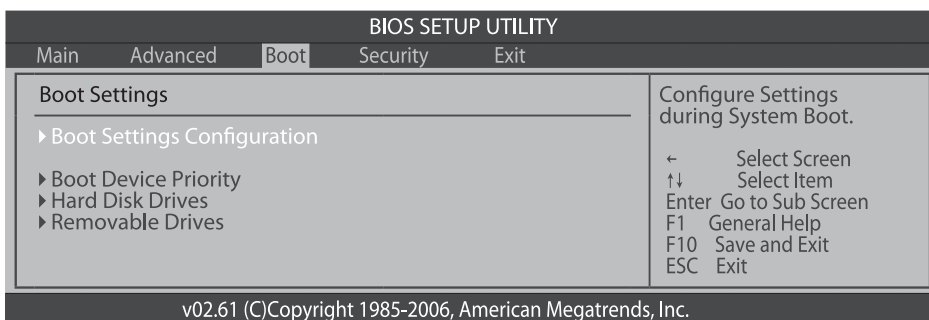 BIOS SETUP UTILITY
Main Advanced Boot Security Exit
Boot Settings
▸Boot Settings Configuration
▸Boot Device Priority
▸Hard Disk Drives
▸Removable Drives
Configure Settings
during System Boot.
← Select Screen
↑↓ Select Item
Enter Go to Sub Screen
F1 General Help
F10 Save and Exit
ESC Exit
v02.61 (C)Copyright 1985-2006, American Megatrends, Inc.